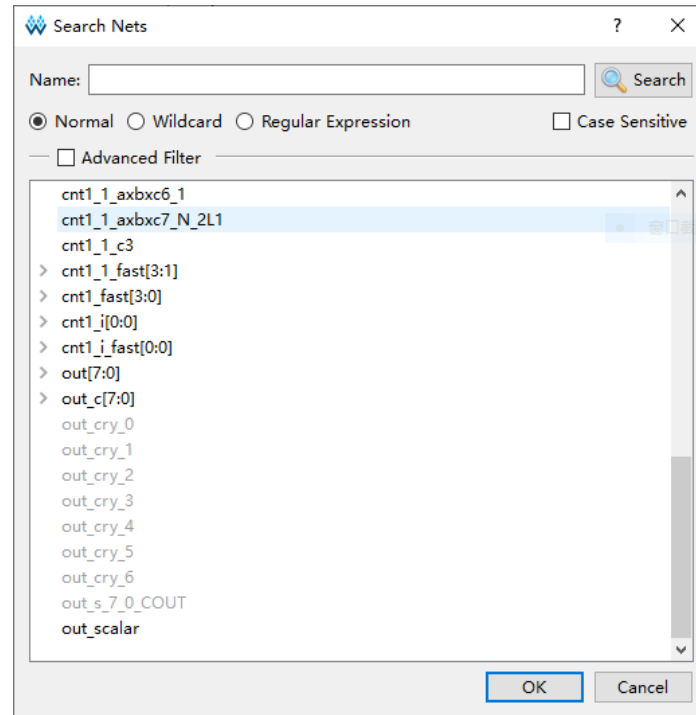 Search Nets ?
Name: Search
Normal Wildcard Regular Expression Case Sensitive
Advanced Filter
cnt1_1_axbxc6_1
cnt1_1_axbxc7_N_2L1
cnt1_1_c3
cnt1_1_fast[3:1]
cnt1_fast[3:0]
cnt1_i[0:0]
cnt1_i_fast[0:0]
out[7:0]
out_c[7:0]
out_cry_0
out_cry_1
out_cry_2
out_cry_3
out_cry_4
out_cry_5
out_cry_6
out_s_7_0_COUT
out_scalar
OK Cancel